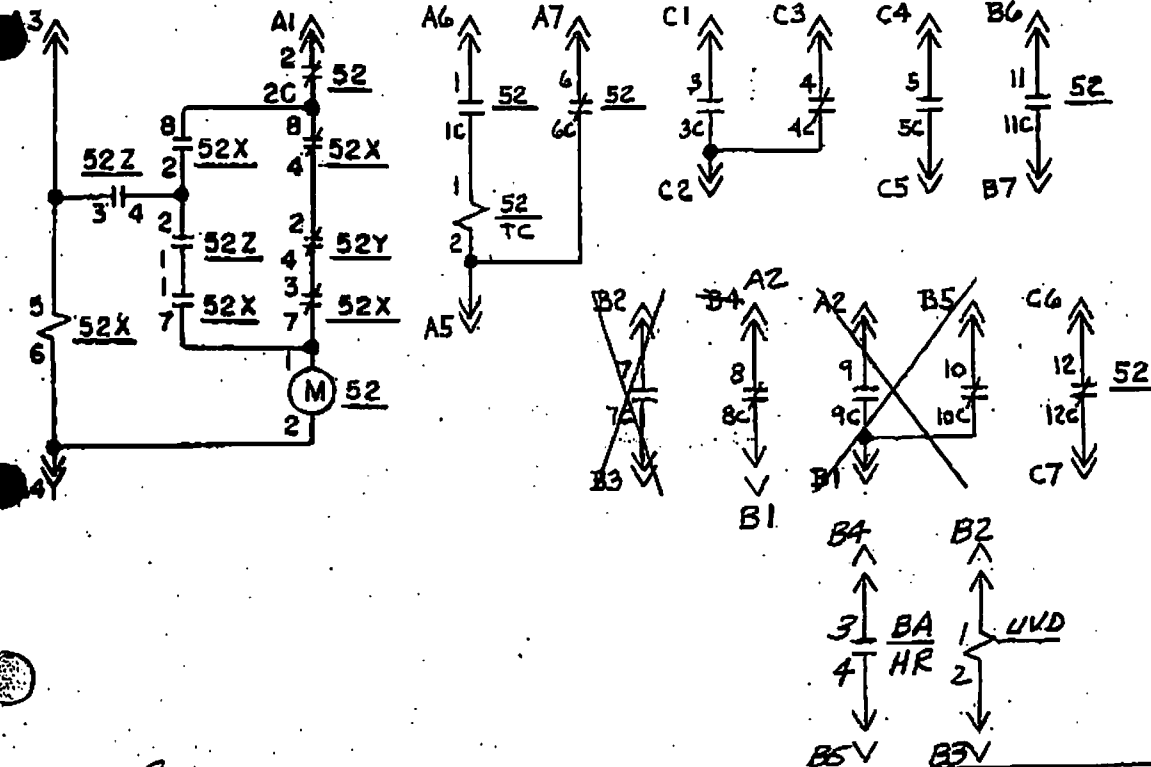 A3 A1 A6 A7 C1 C3 C4 B6
2 52
2C
8 8
52X 52X
2 4
52Z
3 4
2 2
52Z 52Y
1 4
1 3
52X 52X
7 7
5
52X
6
1
M 52
2
A4
1 52 6 52
1C 6C
1 52
TC
2
A5
3 4 5 11 52
3C 4C 5C 11C
C2 C5 B7
B2 B4 A2 A2 B5 C6
7 8 9 10 12 52
7C 8C 9C 10C 12C
B3 B1 B1 C7
B4 B2
3 BA 1 UVD
4 HR 2
B5 B3